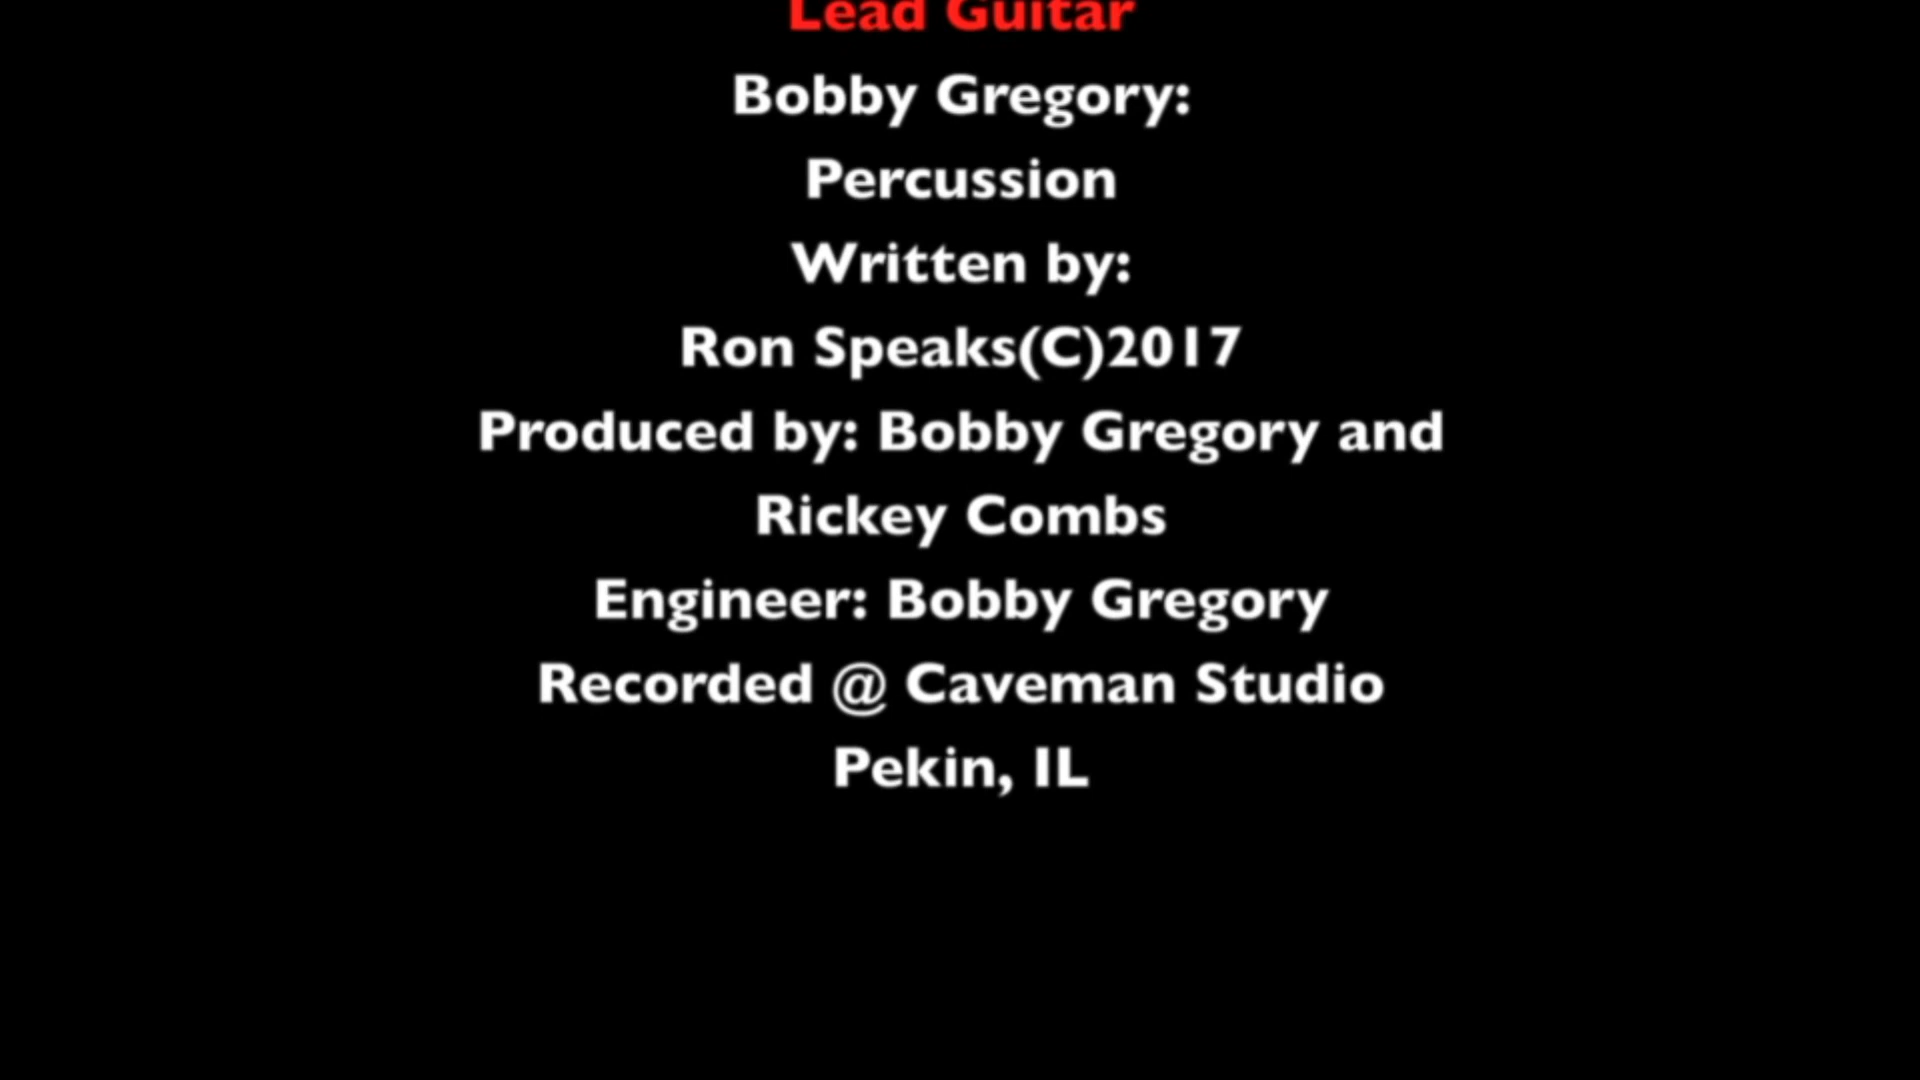 Lead Guitar
Bobby Gregory:
Percussion
Written by:
Ron Speaks(C)2017
Produced by: Bobby Gregory and
Rickey Combs
Engineer: Bobby Gregory
Recorded @ Caveman Studio
Pekin, IL